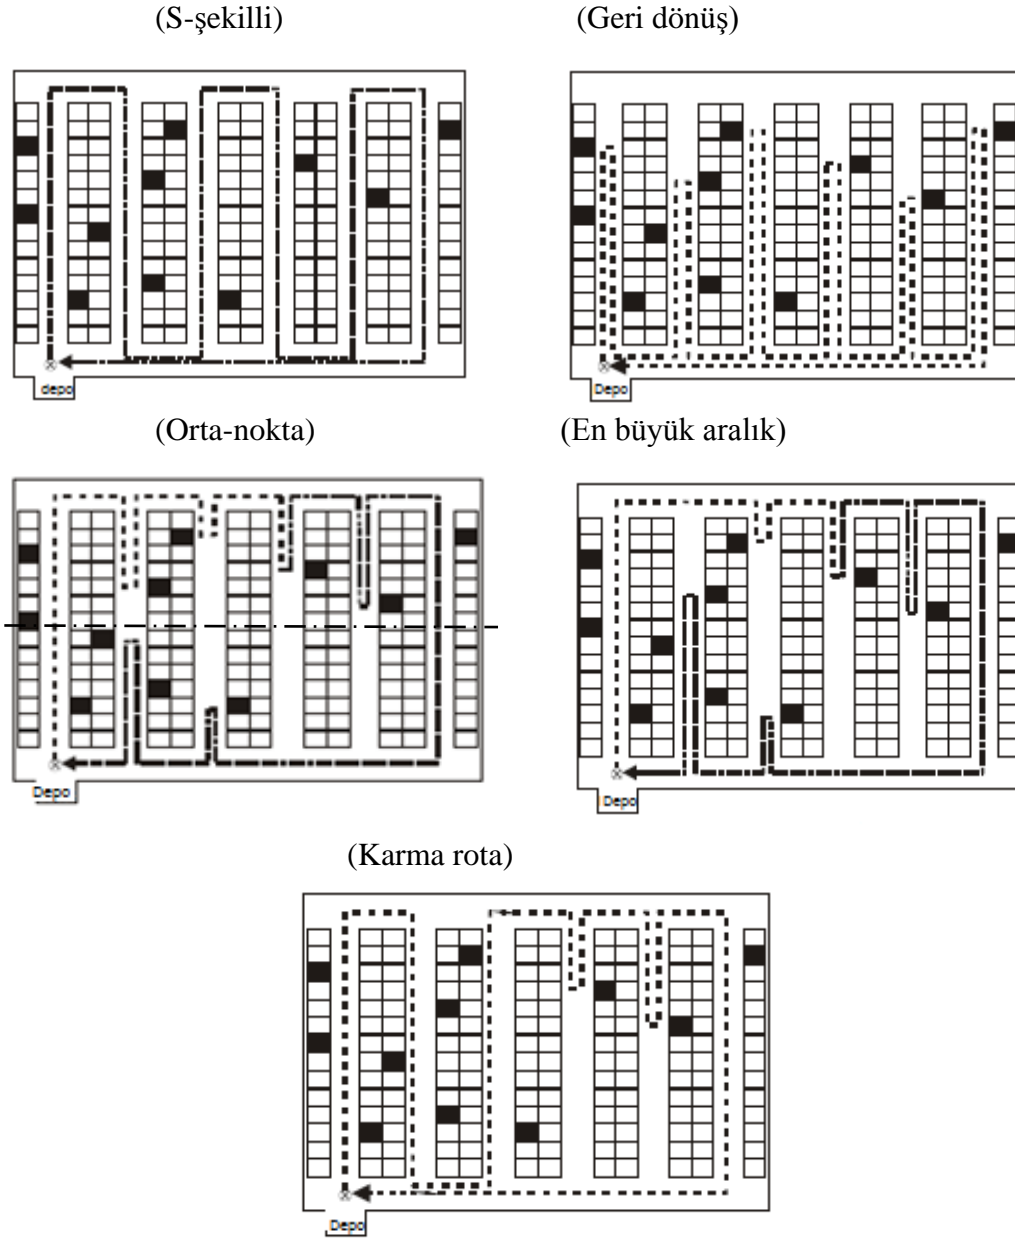 (S-şekilli)
(Geri dönüş)
depo
Depo
(Orta-nokta)
(En büyük aralık)
Depo
Depo
(Karma rota)
Depo